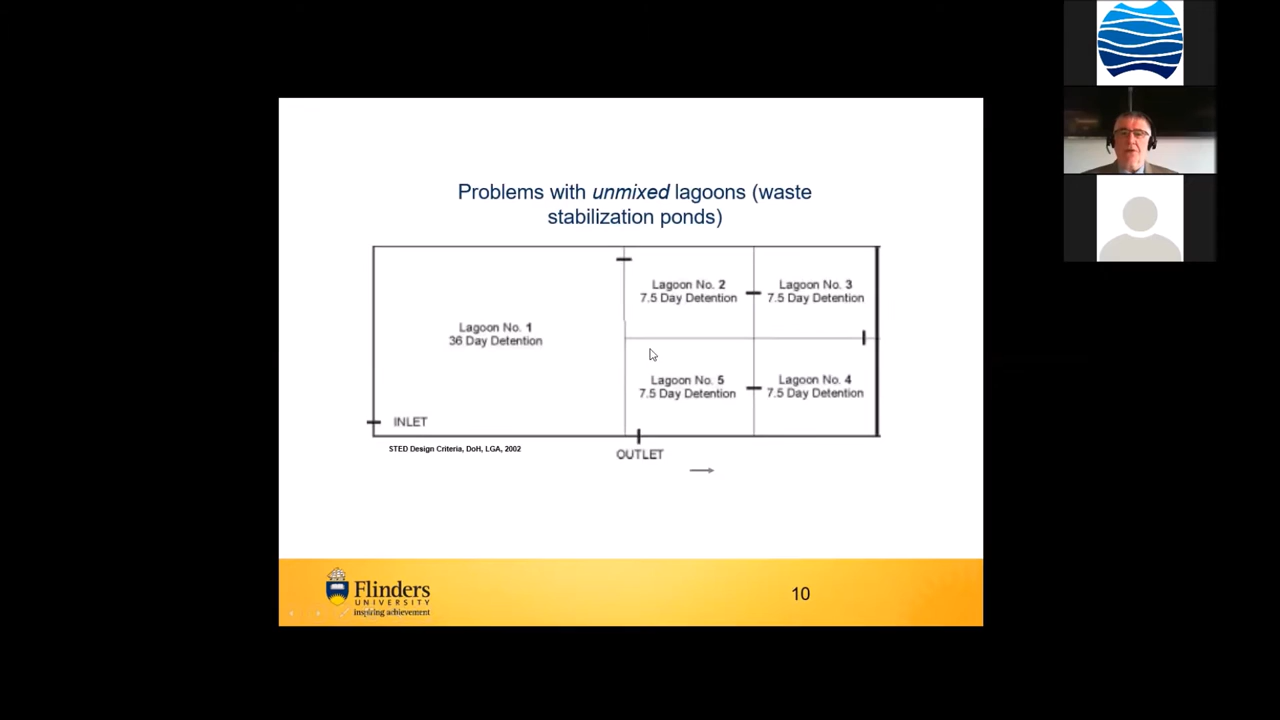 Problems with unmixed lagoons (waste
stabilization ponds)
Lagoon No. 1
36 Day Detention
Lagoon No. 2
7.5 Day Detention
Lagoon No. 3
7.5 Day Detention
Lagoon No. 5
7.5 Day Detention
Lagoon No. 4
7.5 Day Detention
INLET
STED Design Criteria, DoH, LGA, 2002
OUTLET
Flinders
UNIVERSITY
inspiring achievement
10